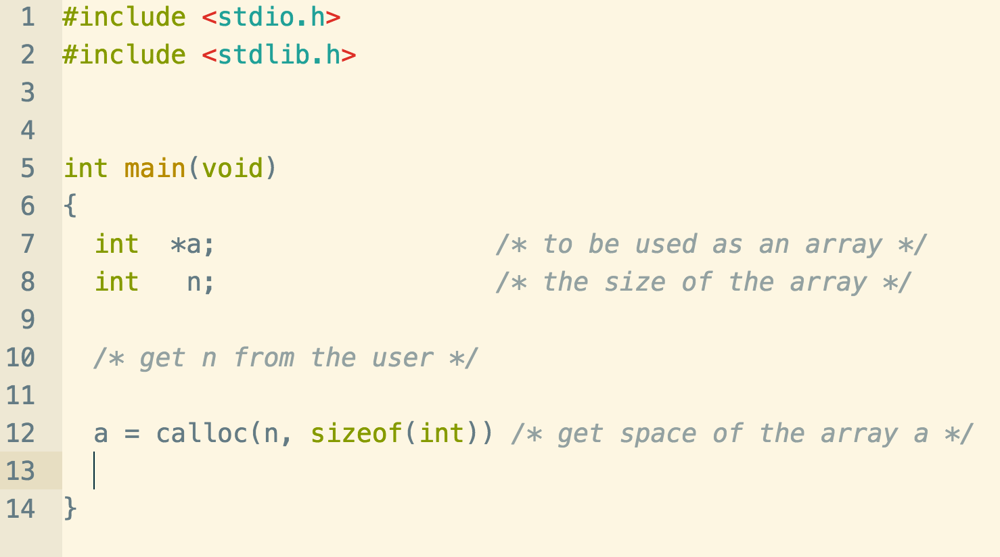 1 #include <stdio.h>
2 #include <stdlib.h>
3
4
5 int main(void)
6 {
7   int  *a;                  /* to be used as an array */
8   int   n;                  /* the size of the array */
9
10   /* get n from the user */
11
12   a = calloc(n, sizeof(int)) /* get space of the array a */
13
14 }